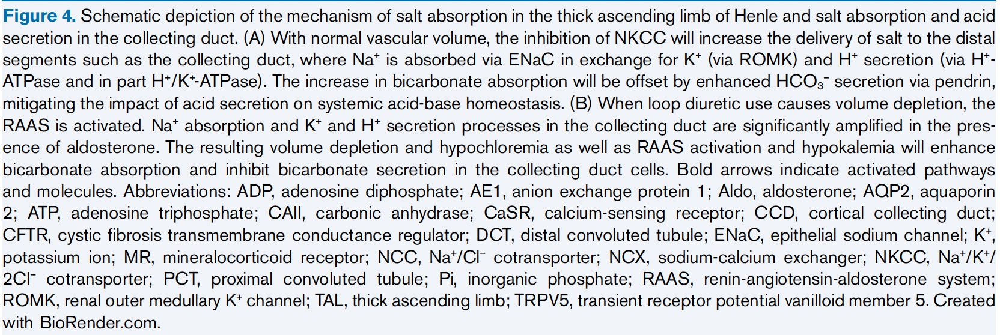 Figure 4. Schematic depiction of the mechanism of salt absorption in the thick ascending limb of Henle and salt absorption and acid
secretion in the collecting duct. (A) With normal vascular volume, the inhibition of NKCC will increase the delivery of salt to the distal
segments such as the collecting duct, where Na⁺ is absorbed via ENaC in exchange for K⁺ (via ROMK) and H⁺ secretion (via H⁺-
ATPase and in part H⁺/K⁺-ATPase). The increase in bicarbonate absorption will be offset by enhanced HCO₃⁻ secretion via pendrin,
mitigating the impact of acid secretion on systemic acid-base homeostasis. (B) When loop diuretic use causes volume depletion, the
RAAS is activated. Na⁺ absorption and K⁺ and H⁺ secretion processes in the collecting duct are significantly amplified in the pres-
ence of aldosterone. The resulting volume depletion and hypochloremia as well as RAAS activation and hypokalemia will enhance
bicarbonate absorption and inhibit bicarbonate secretion in the collecting duct cells. Bold arrows indicate activated pathways
and molecules. Abbreviations: ADP, adenosine diphosphate; AE1, anion exchange protein 1; Aldo, aldosterone; AQP2, aquaporin
2; ATP, adenosine triphosphate; CAII, carbonic anhydrase; CaSR, calcium-sensing receptor; CCD, cortical collecting duct;
CFTR, cystic fibrosis transmembrane conductance regulator; DCT, distal convoluted tubule; ENaC, epithelial sodium channel; K⁺,
potassium ion; MR, mineralocorticoid receptor; NCC, Na⁺/Cl⁻ cotransporter; NCX, sodium-calcium exchanger; NKCC, Na⁺/K⁺/
2Cl⁻ cotransporter; PCT, proximal convoluted tubule; Pi, inorganic phosphate; RAAS, renin-angiotensin-aldosterone system;
ROMK, renal outer medullary K⁺ channel; TAL, thick ascending limb; TRPV5, transient receptor potential vanilloid member 5. Created
with BioRender.com.